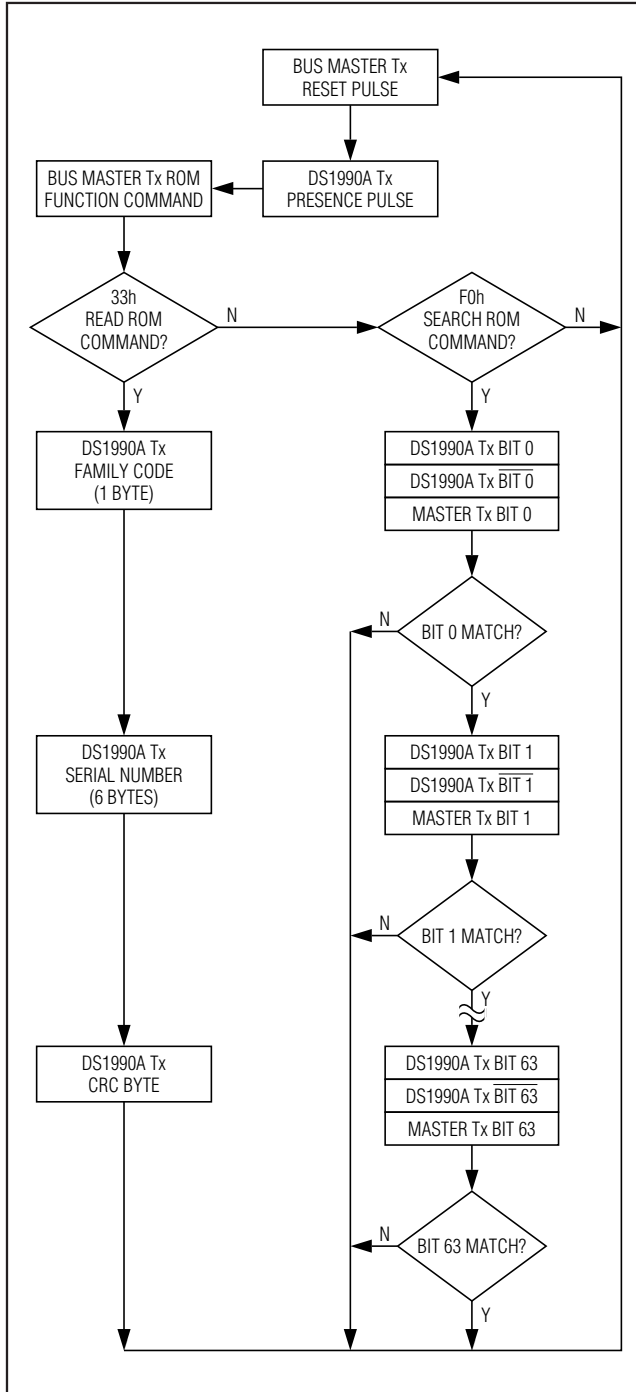 BUS MASTER Tx
RESET PULSE
BUS MASTER Tx ROM
FUNCTION COMMAND
DS1990A Tx
PRESENCE PULSE
33h
READ ROM
COMMAND?
N
Y
F0h
SEARCH ROM
COMMAND?
N
Y
DS1990A Tx
FAMILY CODE
(1 BYTE)
DS1990A Tx
SERIAL NUMBER
(6 BYTES)
DS1990A Tx
CRC BYTE
DS1990A Tx BIT 0
DS1990A Tx B̅I̅T̅ ̅0̅
MASTER Tx BIT 0
N
BIT 0 MATCH?
Y
DS1990A Tx BIT 1
DS1990A Tx B̅I̅T̅ ̅1̅
MASTER Tx BIT 1
N
BIT 1 MATCH?
Y
DS1990A Tx BIT 63
DS1990A Tx B̅I̅T̅ ̅6̅3̅
MASTER Tx BIT 63
N
BIT 63 MATCH?
Y